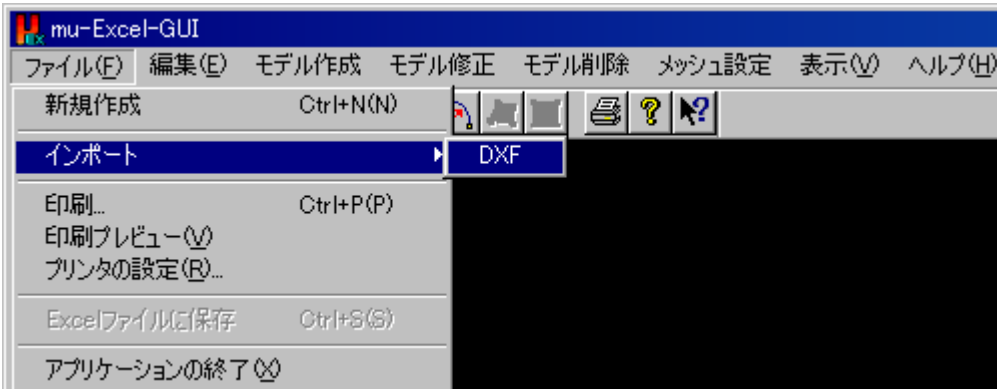 mu-Excel-GUI
ファイル(F) 編集(E) モデル作成 モデル修正 モデル削除 メッシュ設定 表示(V) ヘルプ(H)
新規作成 Ctrl+N(N)
インポート DXF
印刷... Ctrl+P(P)
印刷プレビュー(V)
プリンタの設定(R)...
Excelファイルに保存 Ctrl+S(S)
アプリケーションの終了(X)